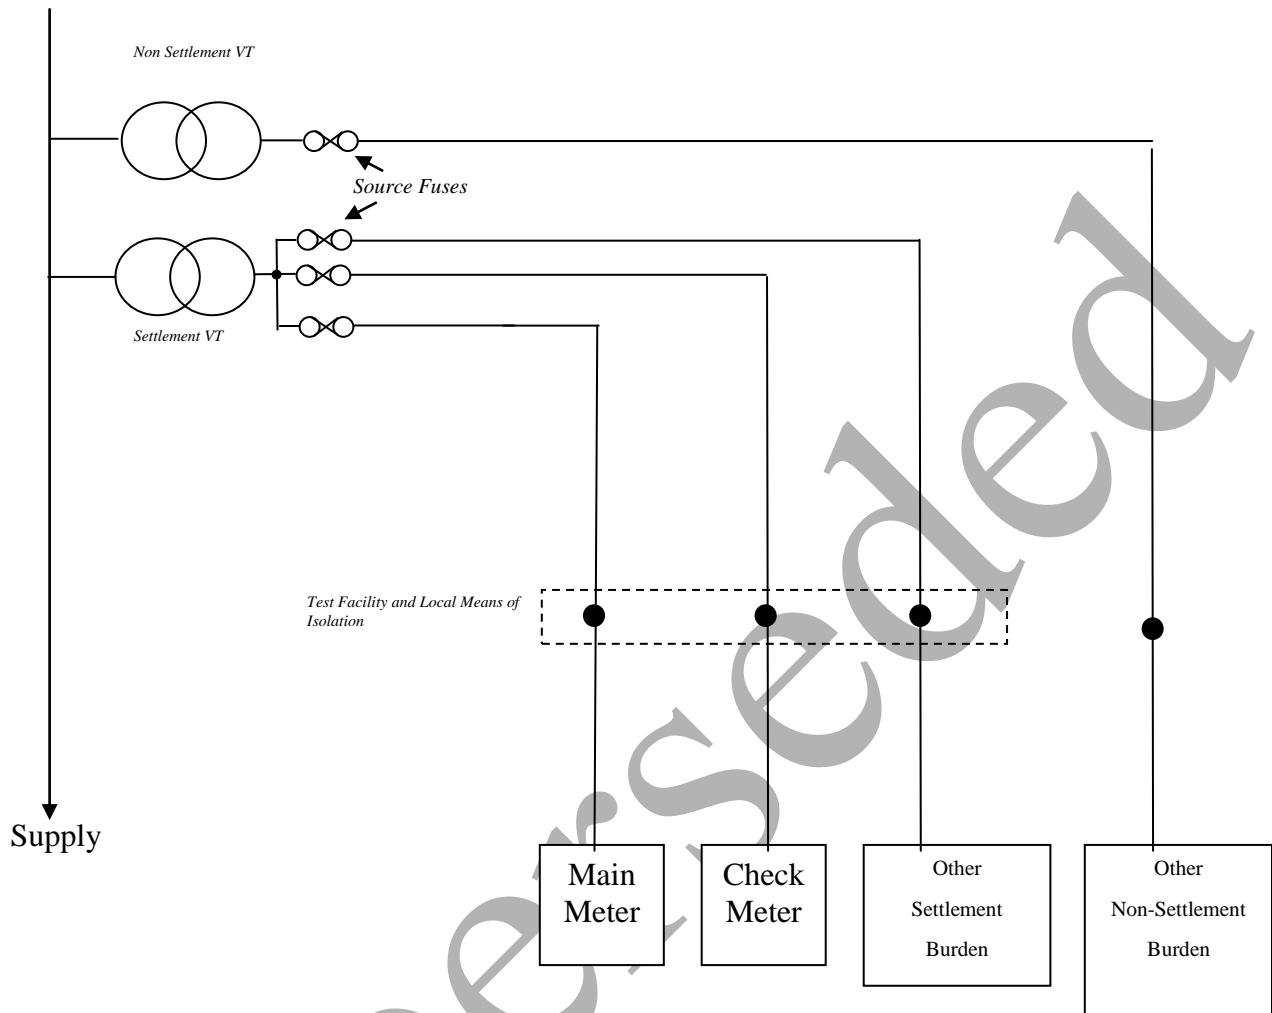 Non Settlement VT
Source Fuses
Settlement VT
Test Facility and Local Means of
Isolation
Supply
Main
Meter
Check
Meter
Other
Settlement
Burden
Other
Non-Settlement
Burden
erseded